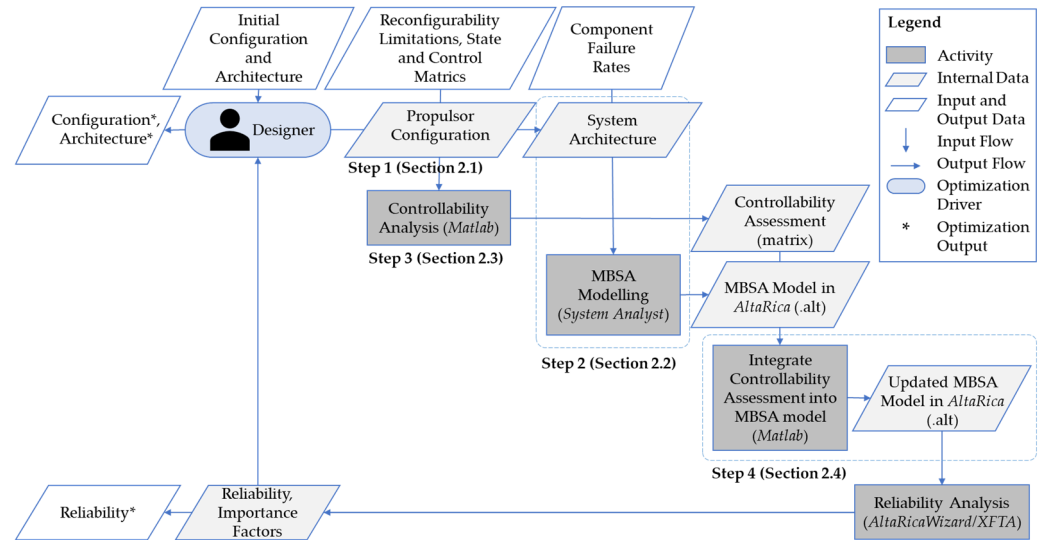 Initial
Configuration
and
Architecture
Reconfigurability
Limitations, State
and Control
Matrics
Component
Failure
Rates
Legend
Activity
Internal Data
Input and
Output Data
Input Flow
Output Flow
Optimization
Driver
* Optimization
Output
Configuration*,
Architecture*
Designer
Propulsor
Configuration
System
Architecture
Step 1 (Section 2.1)
Controllability
Analysis (Matlab)
Step 3 (Section 2.3)
Controllability
Assessment
(matrix)
MBSA
Modelling
(System Analyst)
MBSA Model in
AltaRica (.alt)
Step 2 (Section 2.2)
Integrate
Controllability
Assessment into
MBSA model
(Matlab)
Updated MBSA
Model in AltaRica
(.alt)
Step 4 (Section 2.4)
Reliability*
Reliability,
Importance
Factors
Reliability Analysis
(AltaRicaWizard/XFTA)